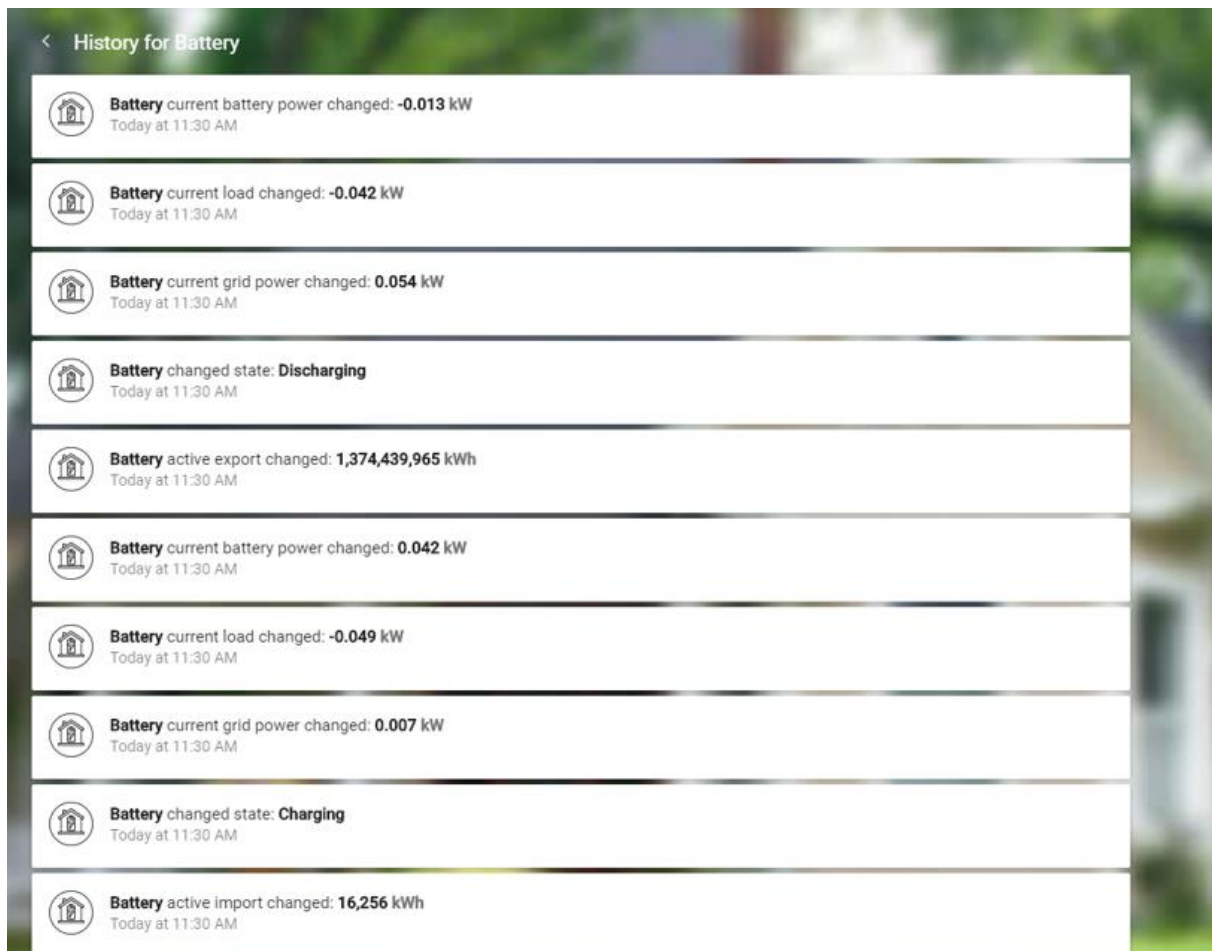 History for Battery
Battery current battery power changed: -0.013 kW
Today at 11:30 AM
Battery current load changed: -0.042 kW
Today at 11:30 AM
Battery current grid power changed: 0.054 kW
Today at 11:30 AM
Battery changed state: Discharging
Today at 11:30 AM
Battery active export changed: 1,374,439,965 kWh
Today at 11:30 AM
Battery current battery power changed: 0.042 kW
Today at 11:30 AM
Battery current load changed: -0.049 kW
Today at 11:30 AM
Battery current grid power changed: 0.007 kW
Today at 11:30 AM
Battery changed state: Charging
Today at 11:30 AM
Battery active import changed: 16,256 kWh
Today at 11:30 AM